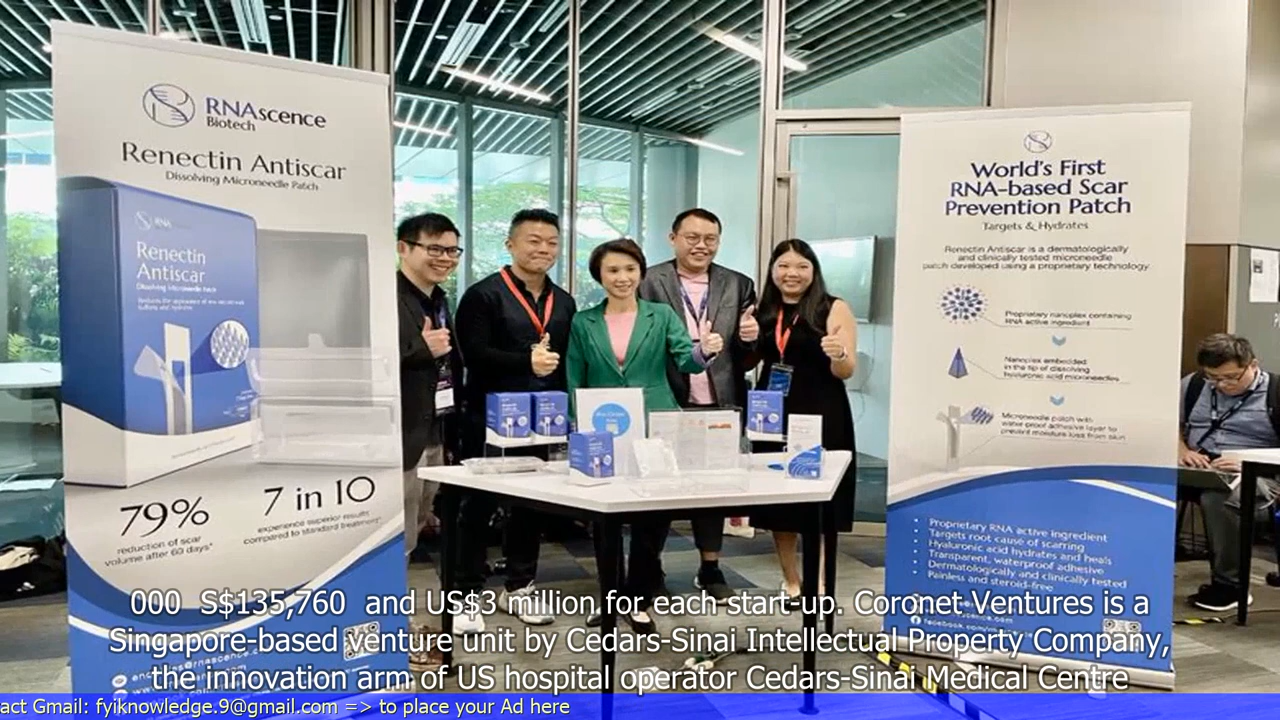 RNAscence
Biotech
Renectin Antiscar
Dissolving Microneedle Patch
RNA
Renectin
Antiscar
Dissolving Microneedle Patch
79%
reduction of scar
volume after 60 days*
7 in 10
experience superior results
compared to standard treatment*
World's First
RNA-based Scar
Prevention Patch
Targets & Hydrates
Renectin Antiscar is a dermatologically
and clinically tested microneedle
patch developed using a proprietary technology
Proprietary nanoplex containing
RNA active ingredient
Nanoplex embedded
in the tip of dissolving
hyaluronic acid microneedles
Microneedle patch with
water proof adhesive layer to
prevent moisture loss from skin
• Proprietary RNA active ingredient
• Targets root cause of scarring
• Hyaluronic acid hydrates and heals
• Transparent, waterproof adhesive
• Dermatologically and clinically tested
• Painless and steroid-free
000 S$135,760 and US$3 million for each start-up. Coronet Ventures is a
Singapore-based venture unit by Cedars-Sinai Intellectual Property Company,
the innovation arm of US hospital operator Cedars-Sinai Medical Centre
act Gmail: fyiknowledge.9@gmail.com => to place your Ad here